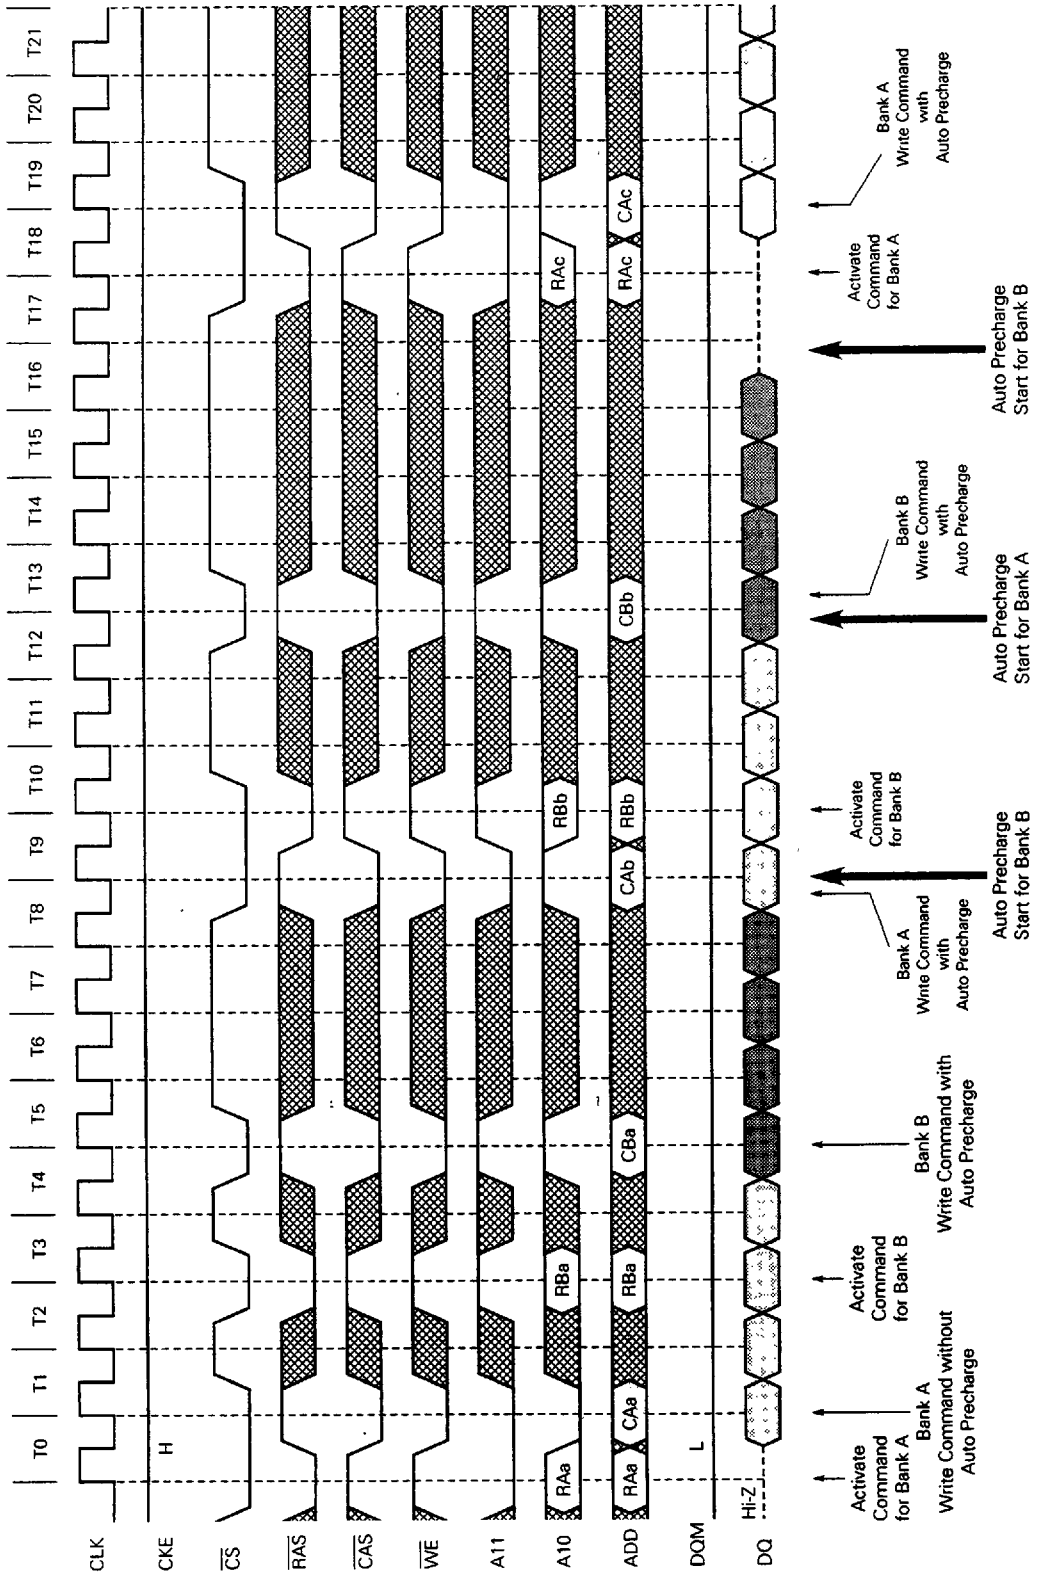 T0 T1 T2 T3 T4 T5 T6 T7 T8 T9 T10 T11 T12 T13 T14 T15 T16 T17 T18 T19 T20 T21
CLK
CKE H
CS
RAS
CAS
WE
A11
A10 RAa RBa RBb RAc
ADD RAa CAa RBa CBa CAb RBb CBb RAc CAc
DQM L
DQ Hi-Z
Activate
Command
for Bank A
Bank A
Write Command without
Auto Precharge
Activate
Command
for Bank B
Bank B
Write Command with
Auto Precharge
Bank A
Write Command
with
Auto Precharge
Auto Precharge
Start for Bank B
Activate
Command
for Bank B
Auto Precharge
Start for Bank A
Bank B
Write Command
with
Auto Precharge
Auto Precharge
Start for Bank B
Activate
Command
for Bank A
Bank A
Write Command
with
Auto Precharge